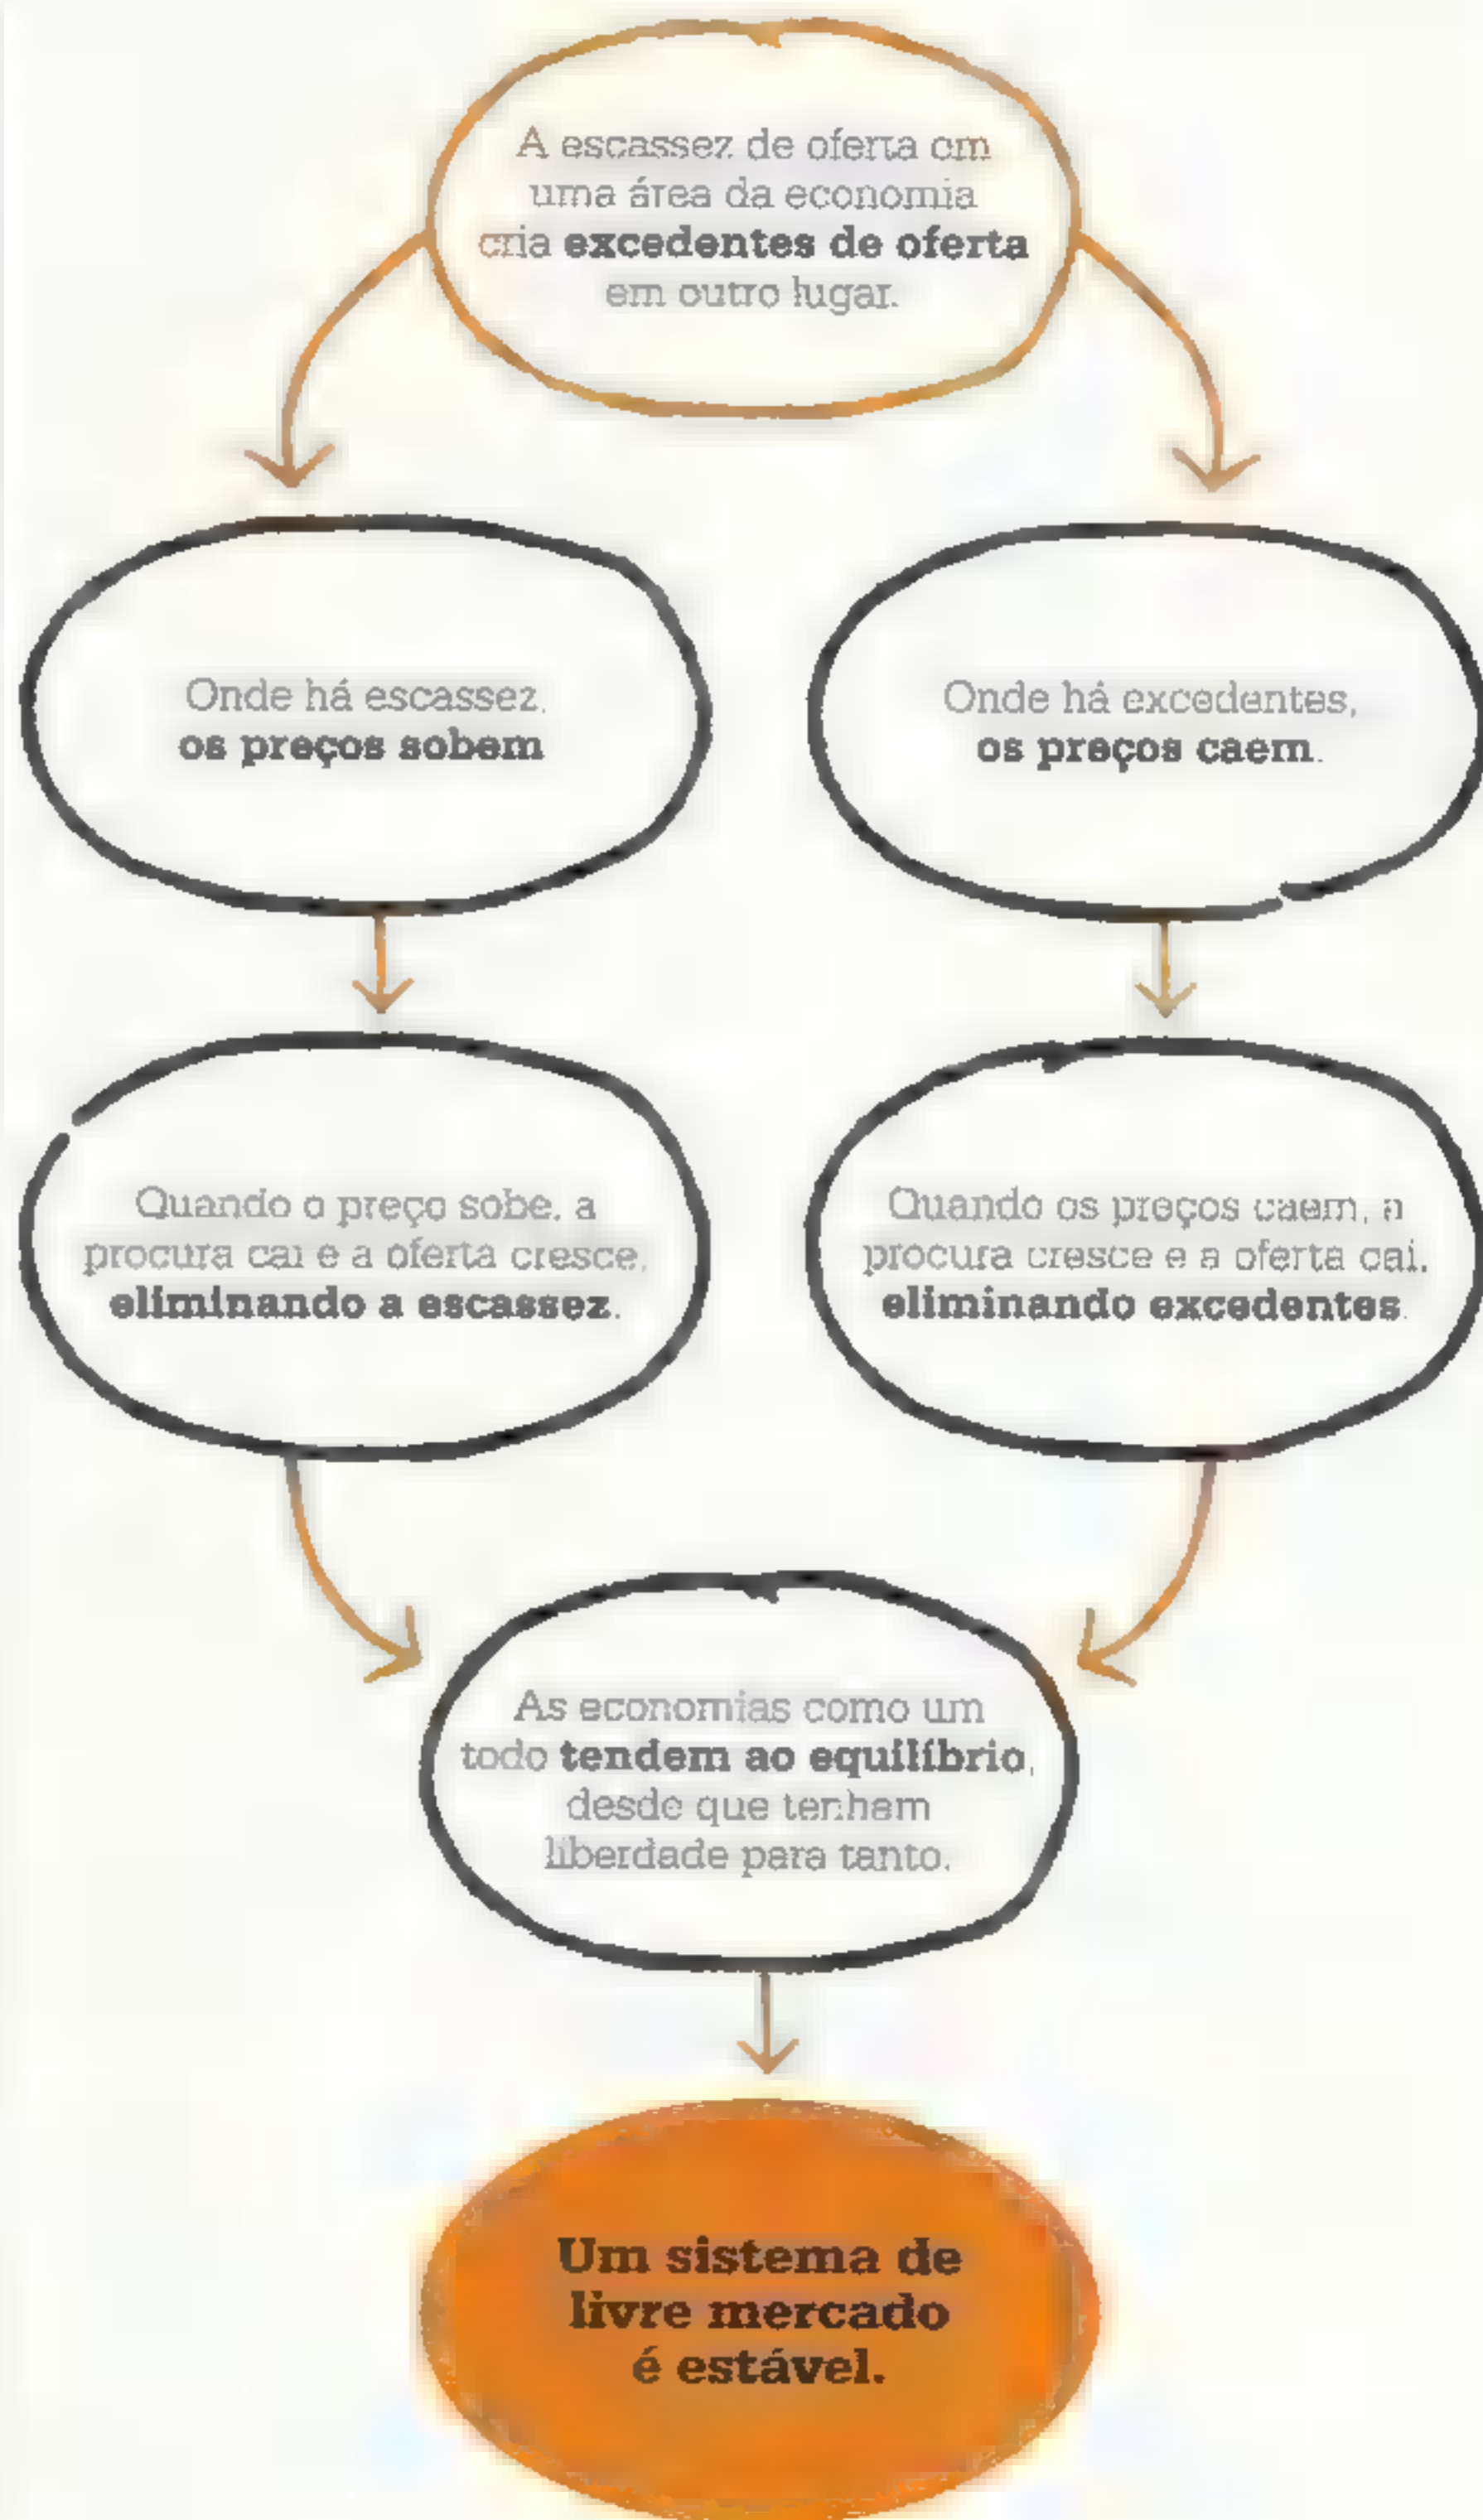 A escassez de oferta em
uma área da economia
cria excedentes de oferta
em outro lugar.
Onde há escassez,
os preços sobem
Onde há excedentes,
os preços caem.
Quando o preço sobe, a
procura cai e a oferta cresce,
eliminando a escassez.
Quando os preços caem, a
procura cresce e a oferta cai,
eliminando excedentes.
As economias como um
todo tendem ao equilíbrio,
desde que tenham
liberdade para tanto.
Um sistema de
livre mercado
é estável.